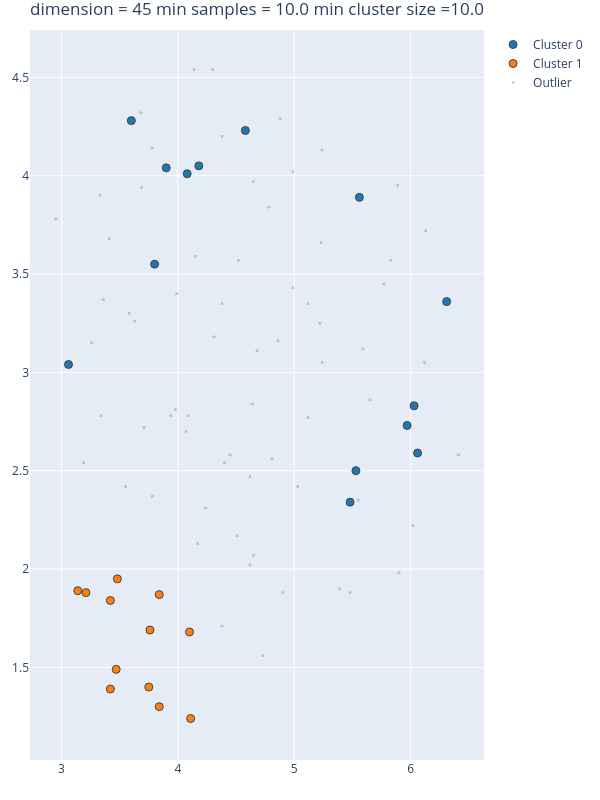 dimension = 45 min samples = 10.0 min cluster size =10.0
Cluster 0
Cluster 1
Outlier
4.5
4
3.5
3
2.5
2
1.5
3 4 5 6